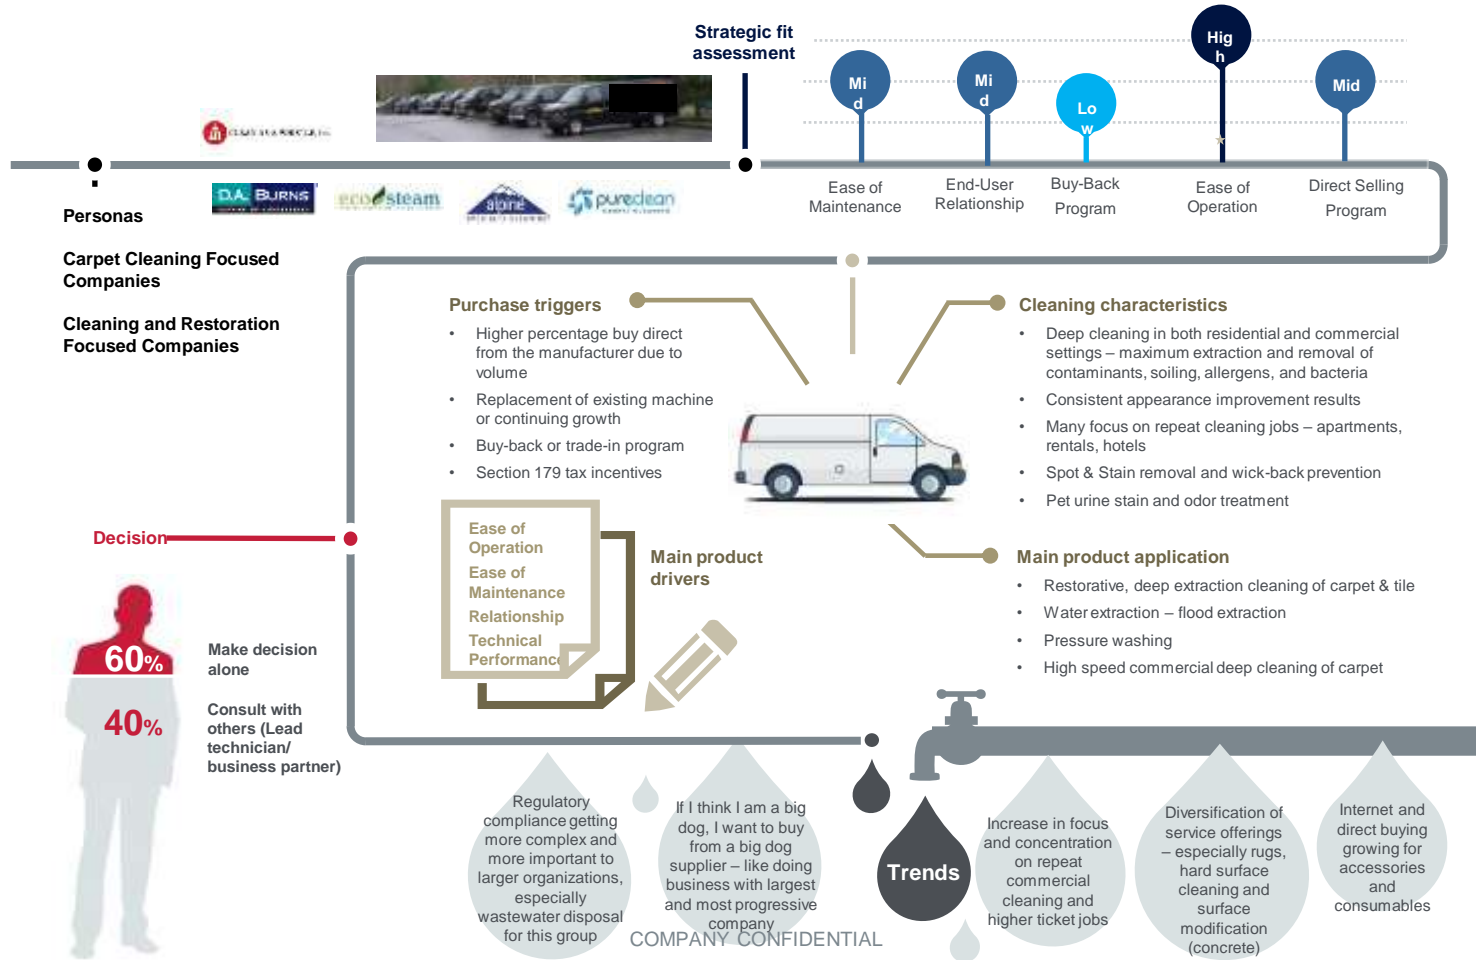 Strategic fit
assessment
Mi
d
Mi
d
Lo
w
Hig
h
Mid
Ease of
Maintenance
End-User
Relationship
Buy-Back
Program
Ease of
Operation
Direct Selling
Program
D.A. BURNS
ecosteam
alpine
pureclean
Personas
Carpet Cleaning Focused
Companies
Cleaning and Restoration
Focused Companies
Purchase triggers
• Higher percentage buy direct
from the manufacturer due to
volume
• Replacement of existing machine
or continuing growth
• Buy-back or trade-in program
• Section 179 tax incentives
Cleaning characteristics
• Deep cleaning in both residential and commercial
settings – maximum extraction and removal of
contaminants, soiling, allergens, and bacteria
• Consistent appearance improvement results
• Many focus on repeat cleaning jobs – apartments,
rentals, hotels
• Spot & Stain removal and wick-back prevention
• Pet urine stain and odor treatment
Ease of
Operation
Ease of
Maintenance
Relationship
Technical
Performance
Main product
drivers
Main product application
• Restorative, deep extraction cleaning of carpet & tile
• Water extraction – flood extraction
• Pressure washing
• High speed commercial deep cleaning of carpet
Decision
60%
Make decision
alone
40%
Consult with
others (Lead
technician/
business partner)
Regulatory
compliance getting
more complex and
more important to
larger organizations,
especially
wastewater disposal
for this group
If I think I am a big
dog, I want to buy
from a big dog
supplier – like doing
business with largest
and most progressive
company
Trends
Increase in focus
and concentration
on repeat
commercial
cleaning and
higher ticket jobs
Diversification of
service offerings
– especially rugs,
hard surface
cleaning and
surface
modification
(concrete)
Internet and
direct buying
growing for
accessories
and
consumables
COMPANY CONFIDENTIAL